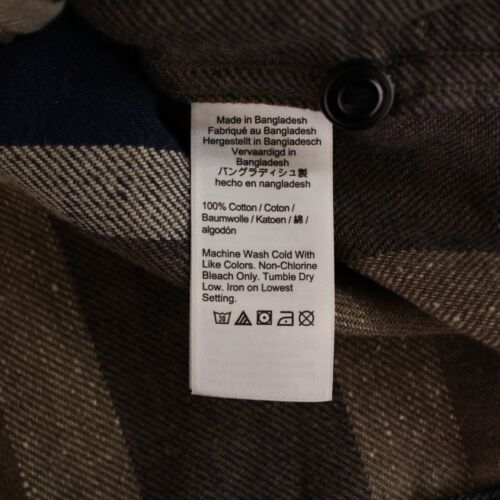 Made in Bangladesh
Fabriqué au Bangladesh
Hergestellt in Bangladesch
Vervaardigd in
Bangladesh
バングラディシュ製
hecho en nangladesh
100% Cotton / Coton /
Baumwolle / Katoen / 綿 /
algodón
Machine Wash Cold With
Like Colors. Non-Chlorine
Bleach Only. Tumble Dry
Low. Iron on Lowest
Setting.
30